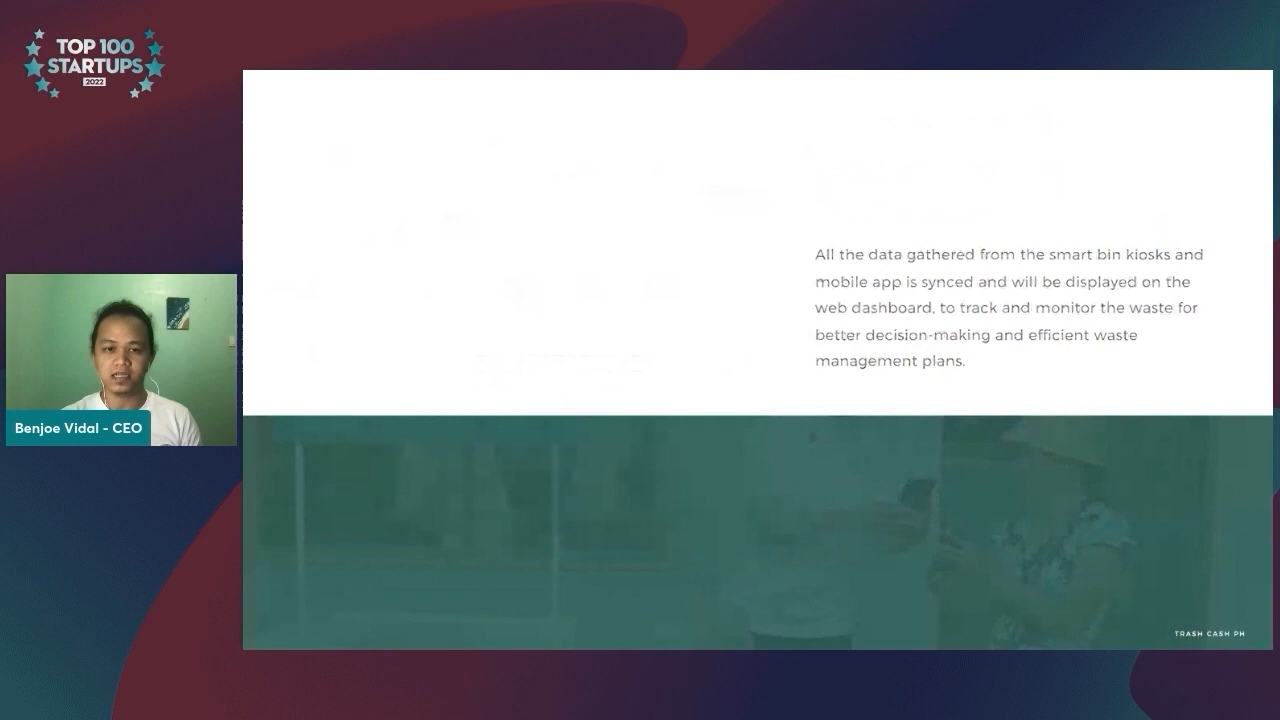 TOP 100
STARTUPS
2022
All the data gathered from the smart bin kiosks and
mobile app is synced and will be displayed on the
web dashboard, to track and monitor the waste for
better decision-making and efficient waste
management plans.
Benjoe Vidal - CEO
TRASH CASH PH